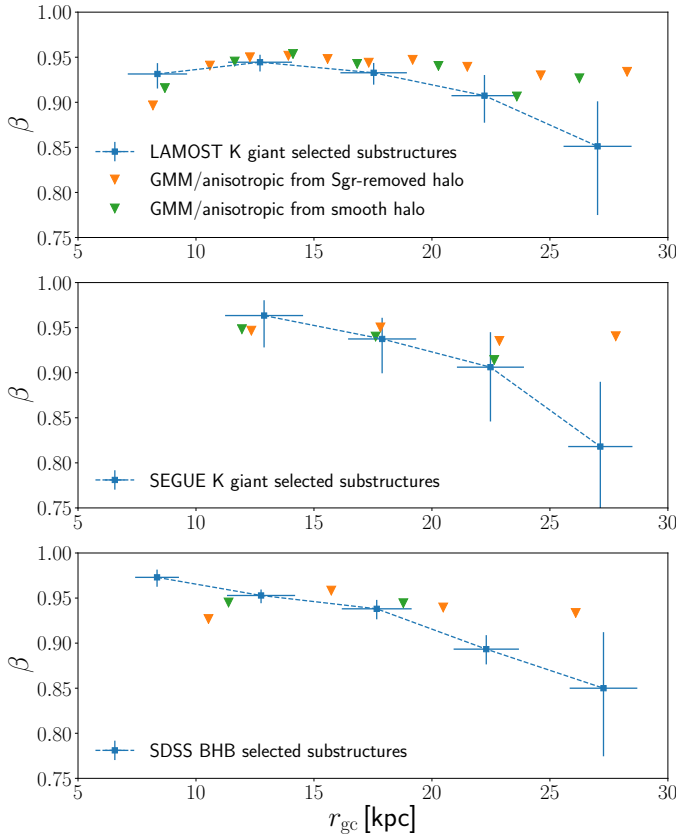 1.00
0.95
0.90
0.85
0.80
0.75
β
LAMOST K giant selected substructures
GMM/anisotropic from Sgr-removed halo
GMM/anisotropic from smooth halo
5 10 15 20 25 30
1.00
0.95
0.90
0.85
0.80
0.75
β
SEGUE K giant selected substructures
5 10 15 20 25 30
1.00
0.95
0.90
0.85
0.80
0.75
β
SDSS BHB selected substructures
5 10 15 20 25 30
r_gc [kpc]